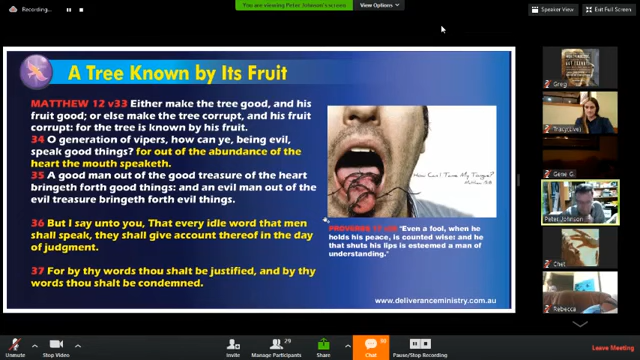 Recording...
You are viewing Peter Johnson's screen
View Options
Speaker View
Exit Full Screen
A Tree Known by Its Fruit
MATTHEW 12 v33 Either make the tree good, and his
fruit good; or else make the tree corrupt, and his
fruit corrupt: for the tree is known by his fruit.
34 O generation of vipers, how can ye, being evil,
speak good things? for out of the abundance of the
heart the mouth speaketh.
35 A good man out of the good treasure of the heart
bringeth forth good things: and an evil man out of the
evil treasure bringeth forth evil things.
36 But I say unto you, That every idle word that men
shall speak, they shall give account thereof in the day
of judgment.
37 For by thy words thou shalt be justified, and by thy
words thou shalt be condemned.
How Can I Tame My Tongue?
PROVERBS "Even a fool, when he
holds his peace, is counted wise: and he
that shuts his lips is esteemed a man of
understanding."
www.deliveranceministry.com.au
Greg
Tracy(Live)
Gene G.
Peter Johnson
Chet
Rebecca
Unmute
Stop Video
Invite
29
Manage Participants
Share
Chat
Pause/Stop Recording
Leave Meeting